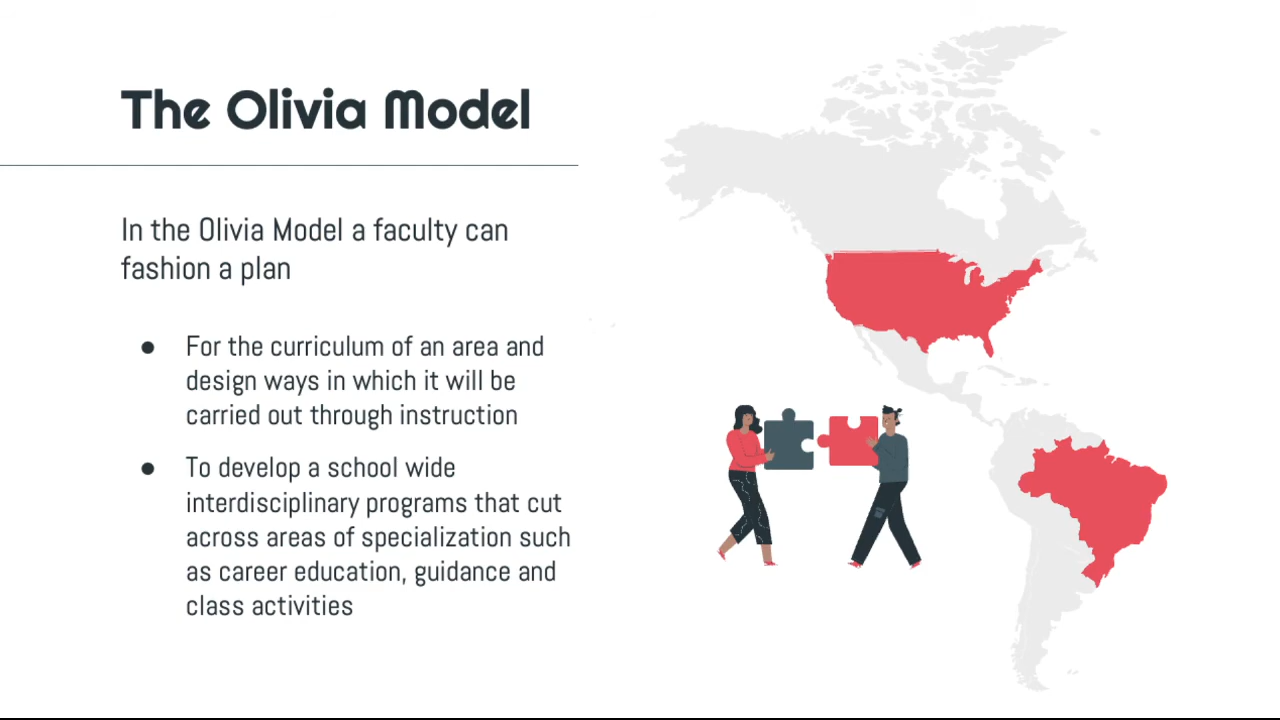 The Olivia Model
In the Olivia Model a faculty can
fashion a plan
● For the curriculum of an area and
design ways in which it will be
carried out through instruction
● To develop a school wide
interdisciplinary programs that cut
across areas of specialization such
as career education, guidance and
class activities